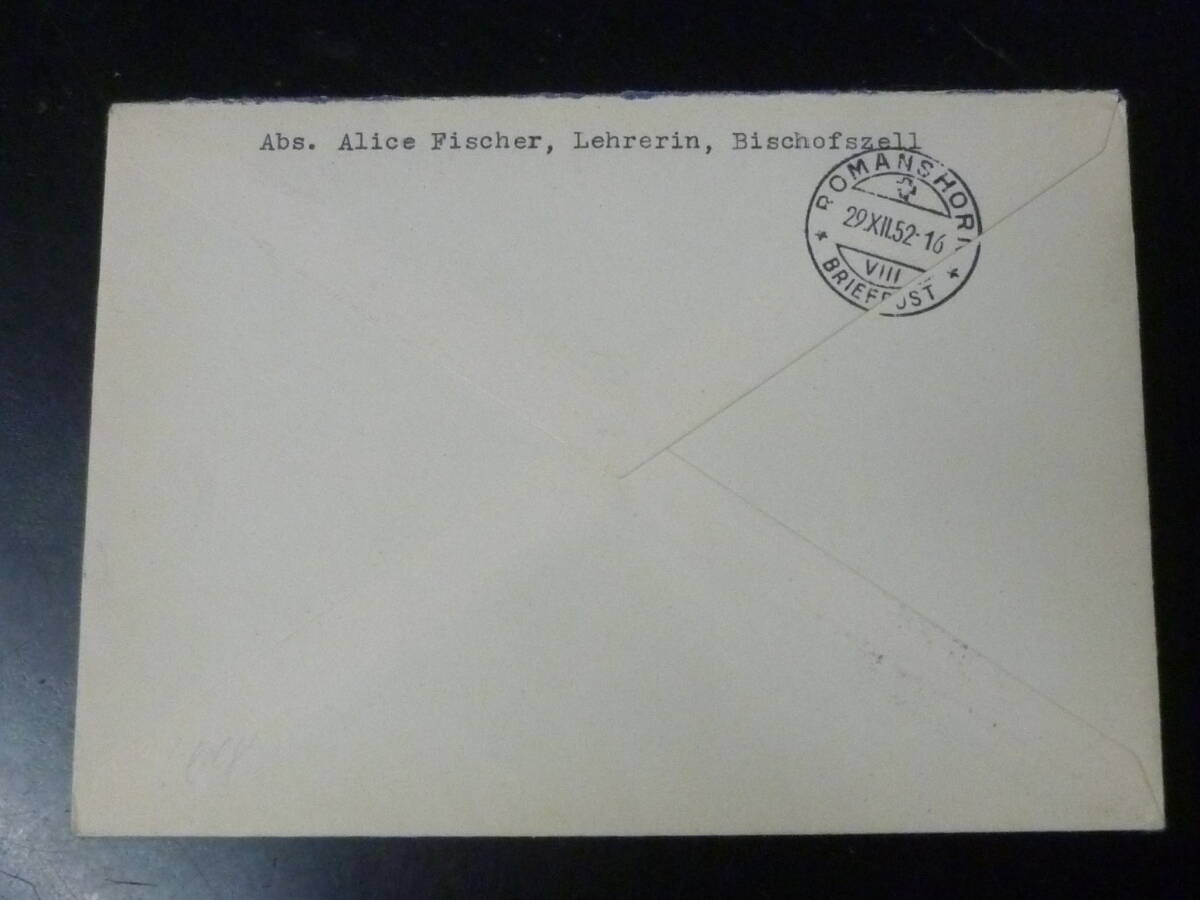 Abs. Alice Fischer, Lehrerin, Bischofszell
ROMANSHORN
29.XII.52-16
VIII
BRIEFPOST